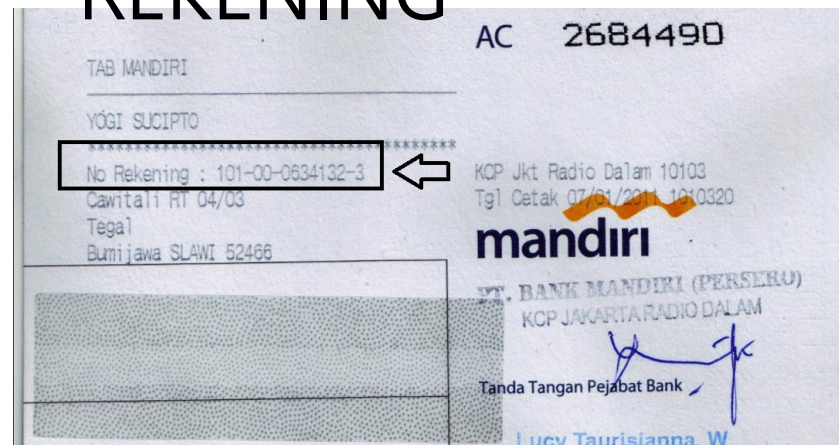 REKENING
AC 2684490
TAB MANDIRI
YOGI SUCIPTO
****************************************
No Rekening : 101-00-0634132-3
Cawitali RT 04/03
Tegal
Bumijawa SLAWI 52466
KCP Jkt Radio Dalam 10103
Tgl Cetak 07/01/2011 1010320
mandiri
PT. BANK MANDIRI (PERSERO)
KCP JAKARTA RADIO DALAM
Tanda Tangan Pejabat Bank
Lucy Taurisianna. W